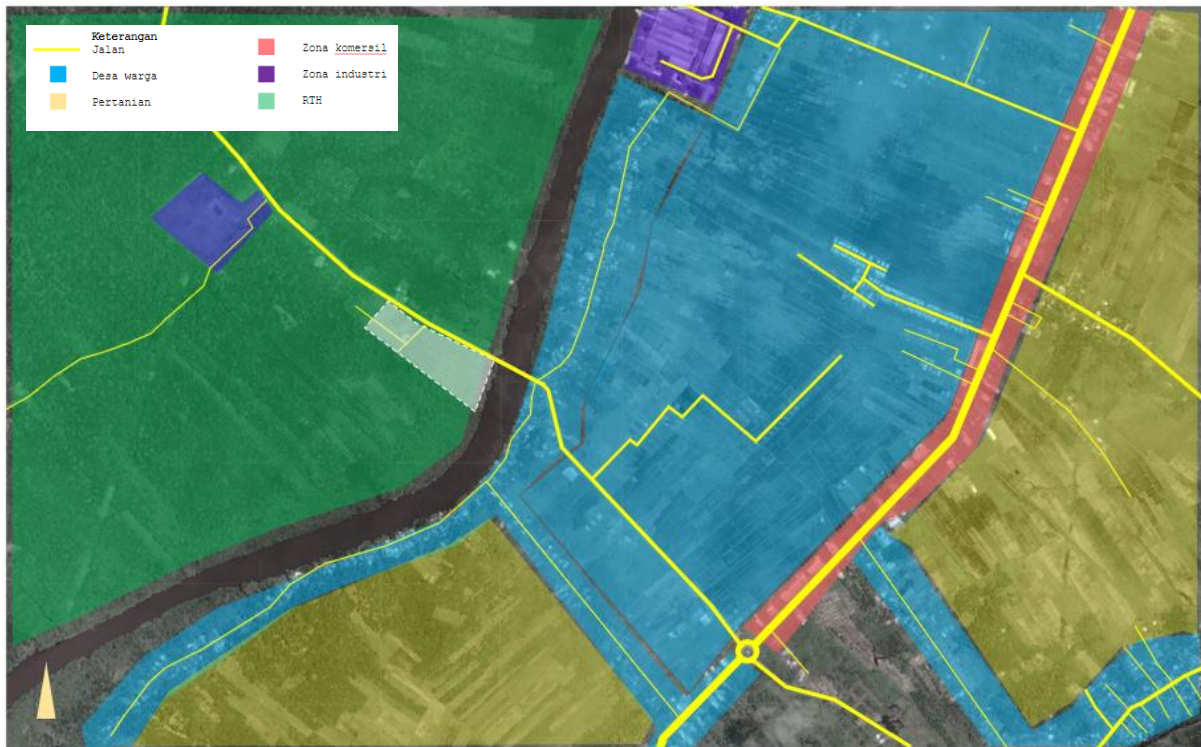 Keterangan
Jalan
Desa warga
Pertanian
Zona komersil
Zona industri
RTH